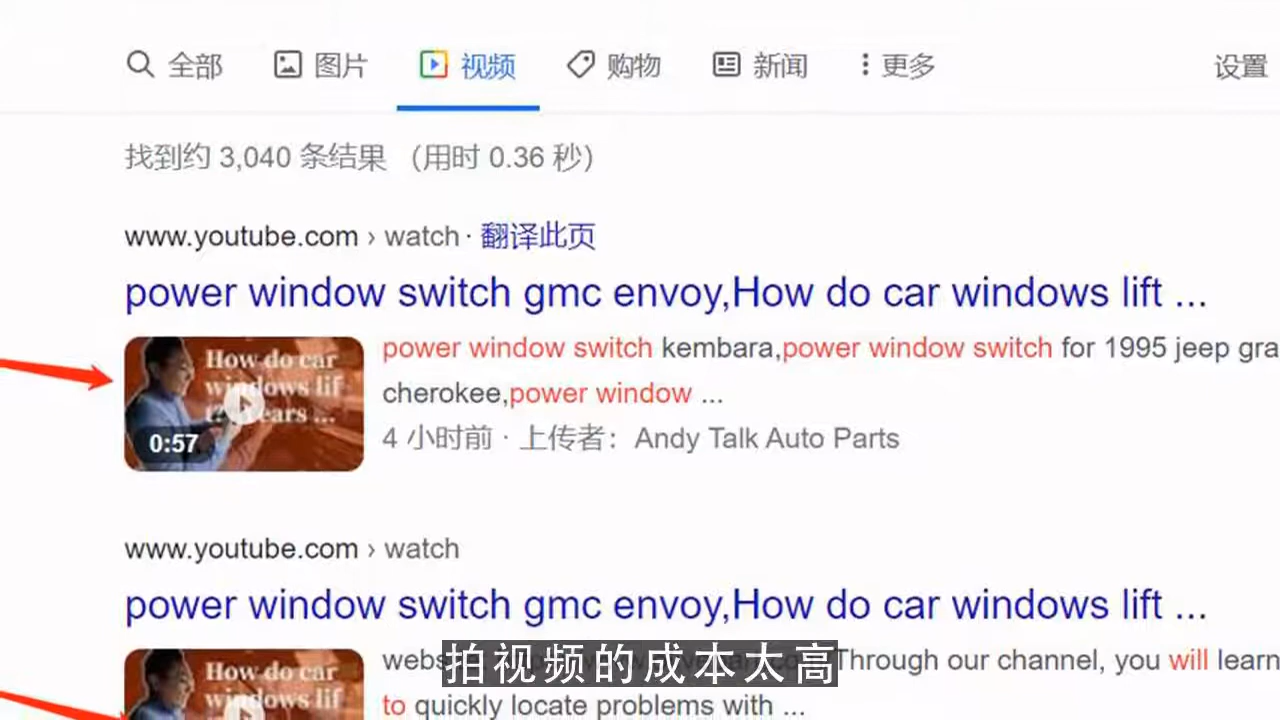 全部 图片 视频 购物 新闻 更多 设置
找到约 3,040 条结果 （用时 0.36 秒）
www.youtube.com › watch · 翻译此页
power window switch gmc envoy,How do car windows lift ...
How do car
windows lif
t? Years ...
0:57
power window switch kembara,power window switch for 1995 jeep gra
cherokee,power window ...
4 小时前 · 上传者： Andy Talk Auto Parts
www.youtube.com › watch
power window switch gmc envoy,How do car windows lift ...
How do car
windows lif
Through our channel, you will learn
to quickly locate problems with ...
拍视频的成本太高